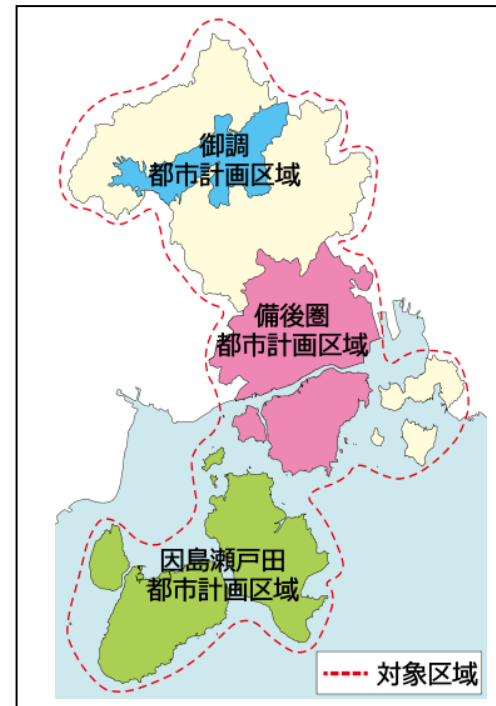 御調
都市計画区域
備後圏
都市計画区域
因島瀬戸田
都市計画区域
対象区域